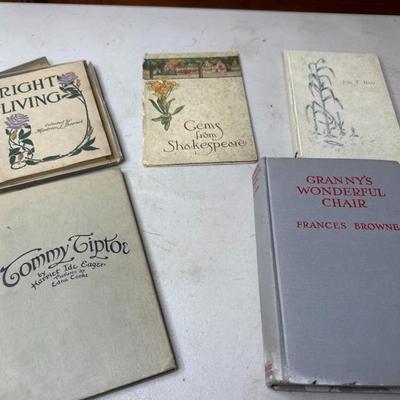 RIGHT
LIVING
Gems
from
Shakespeare
Tommy Tiptoe
by
Harriet Ide Eager
Pictures by
Edna Cooke
GRANNY'S
WONDERFUL
CHAIR
FRANCES BROWNE